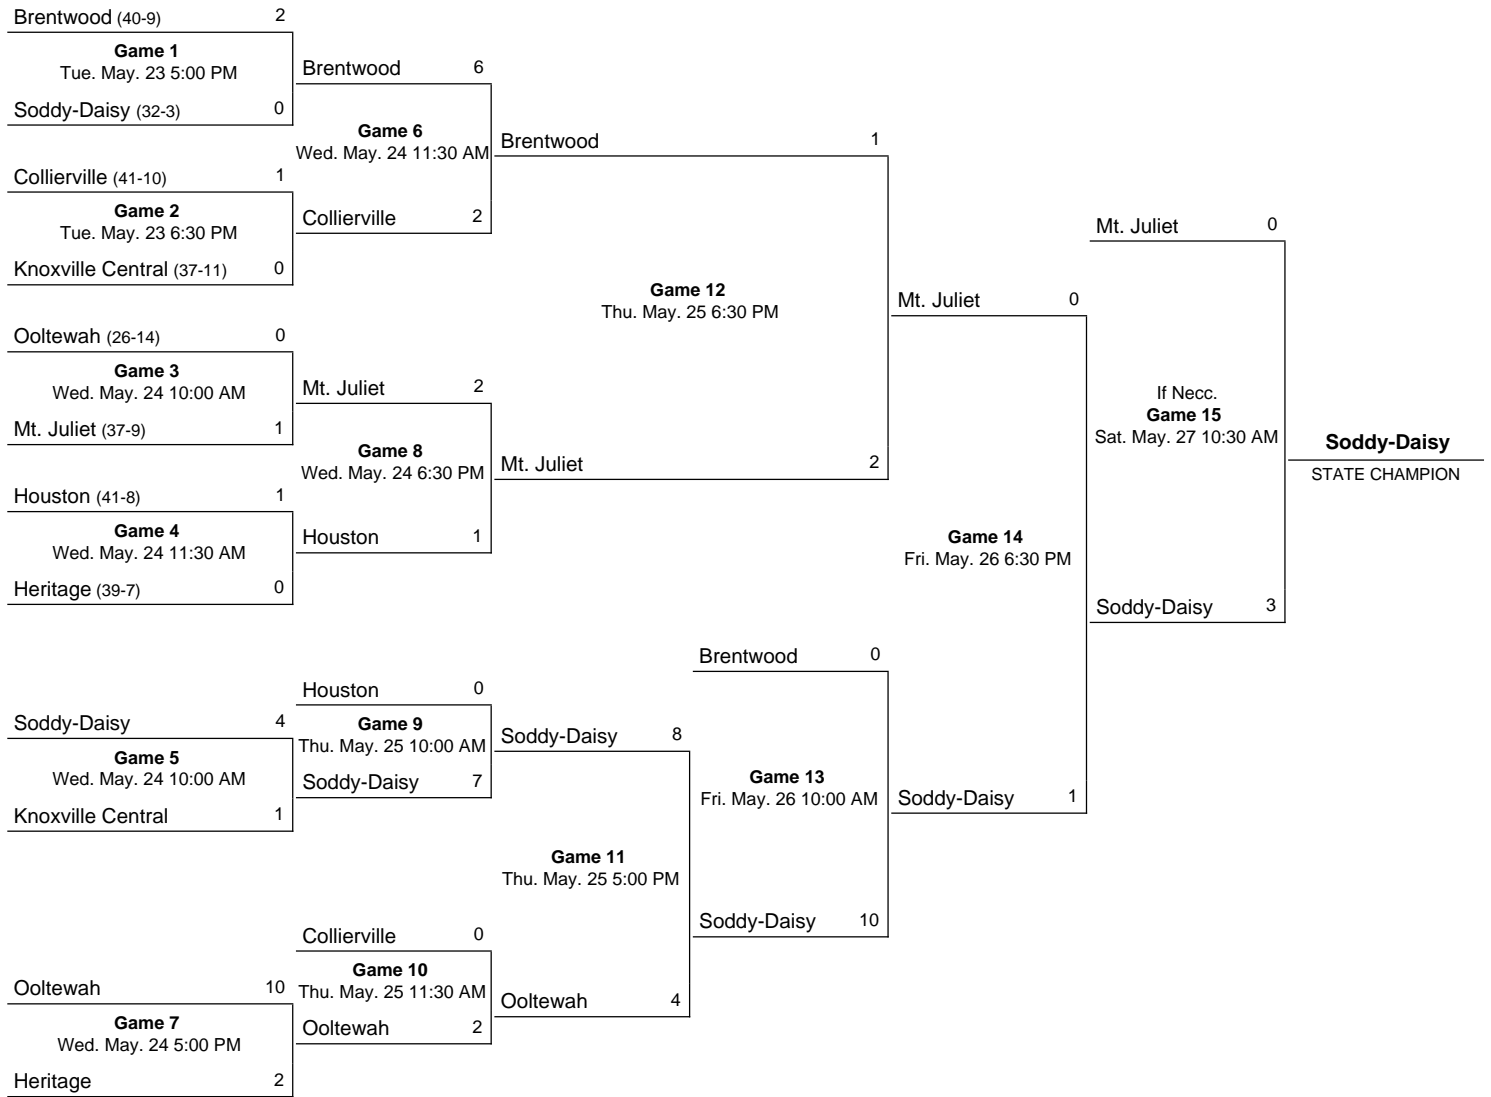 Brentwood (40-9) 2
Game 1
Tue. May. 23 5:00 PM
Soddy-Daisy (32-3) 0
Collierville (41-10) 1
Game 2
Tue. May. 23 6:30 PM
Knoxville Central (37-11) 0
Ooltewah (26-14) 0
Game 3
Wed. May. 24 10:00 AM
Mt. Juliet (37-9) 1
Houston (41-8) 1
Game 4
Wed. May. 24 11:30 AM
Heritage (39-7) 0
Soddy-Daisy 4
Game 5
Wed. May. 24 10:00 AM
Knoxville Central 1
Ooltewah 10
Game 7
Wed. May. 24 5:00 PM
Heritage 2
Brentwood 6
Game 6
Wed. May. 24 11:30 AM
Collierville 2
Mt. Juliet 2
Game 8
Wed. May. 24 6:30 PM
Houston 1
Houston 0
Game 9
Thu. May. 25 10:00 AM
Soddy-Daisy 7
Collierville 0
Game 10
Thu. May. 25 11:30 AM
Ooltewah 2
Brentwood 1
Game 12
Thu. May. 25 6:30 PM
Mt. Juliet 2
Soddy-Daisy 8
Game 11
Thu. May. 25 5:00 PM
Ooltewah 4
Brentwood 0
Game 13
Fri. May. 26 10:00 AM
Soddy-Daisy 10
Mt. Juliet 0
Game 14
Fri. May. 26 6:30 PM
Soddy-Daisy 1
Mt. Juliet 0
If Necc.
Game 15
Sat. May. 27 10:30 AM
Soddy-Daisy 3
Soddy-Daisy
STATE CHAMPION